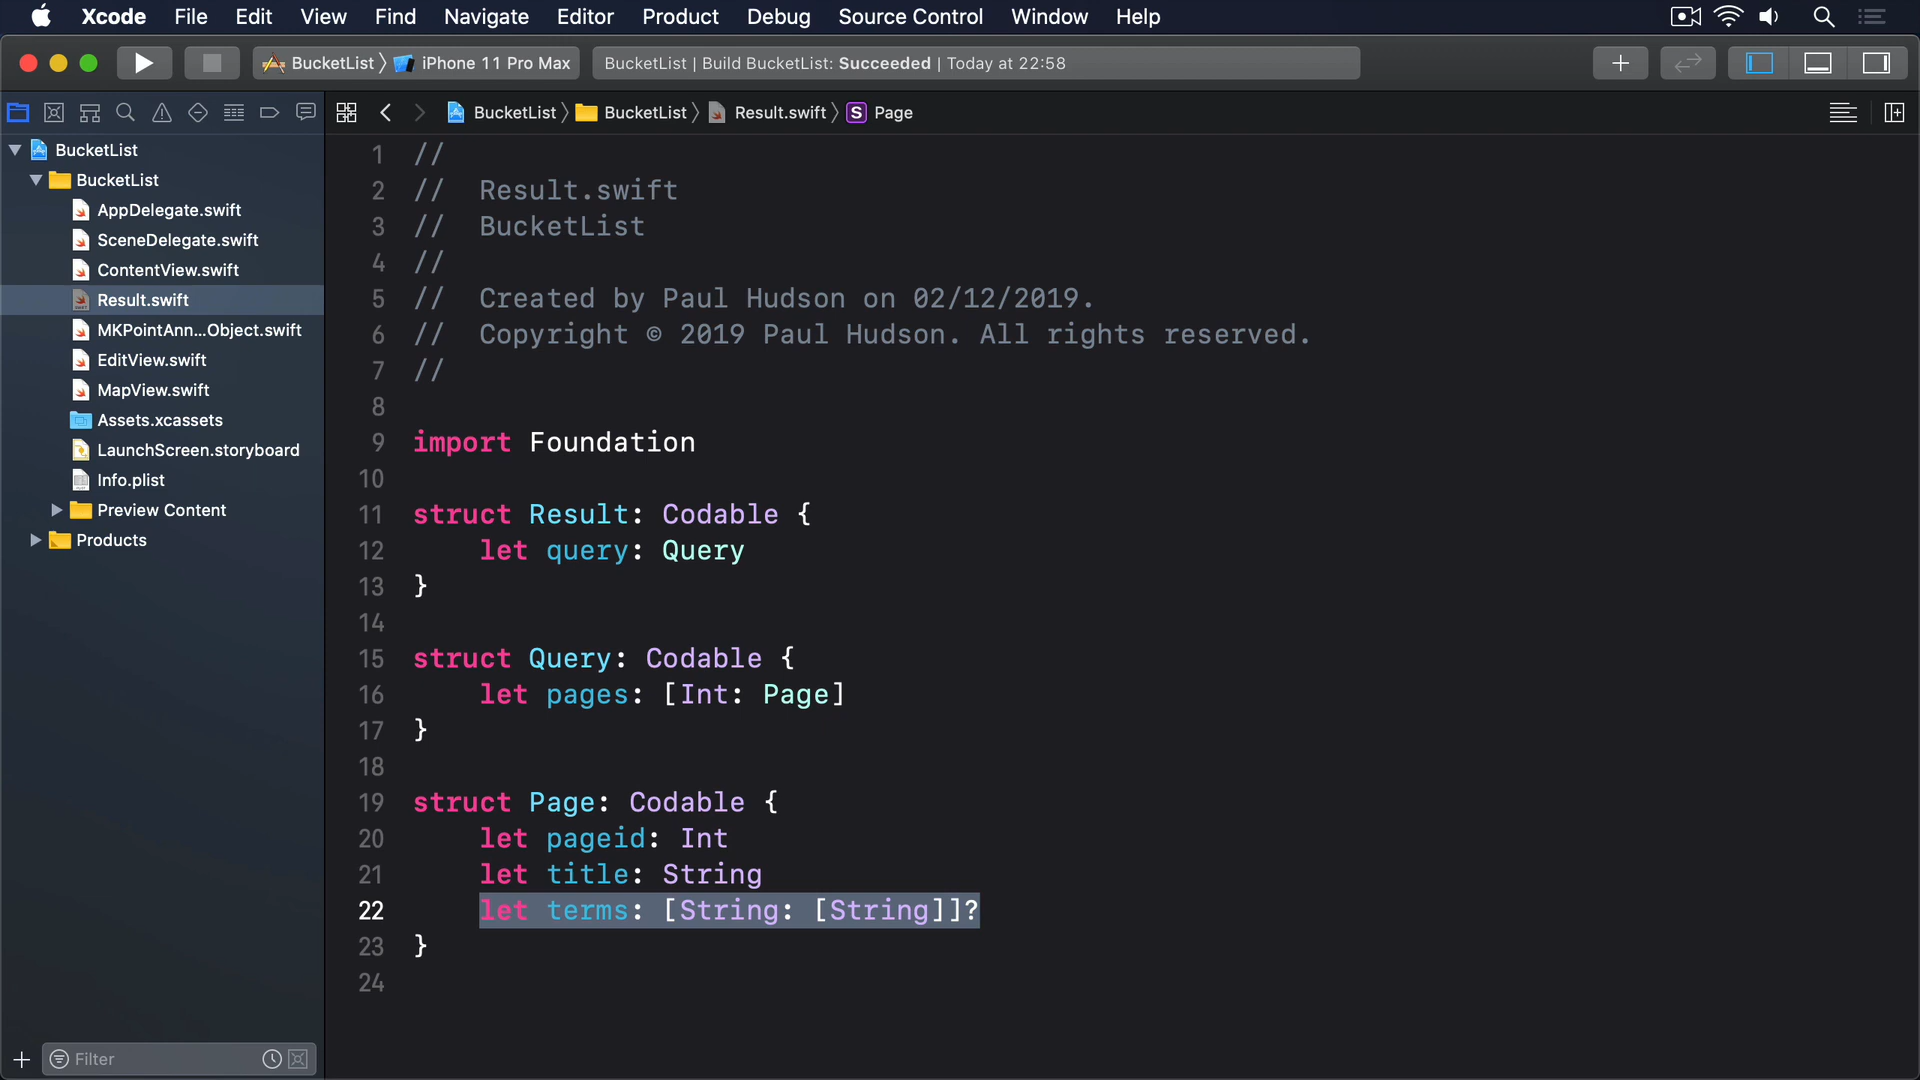 Xcode File Edit View Find Navigate Editor Product Debug Source Control Window Help
BucketList iPhone 11 Pro Max BucketList | Build BucketList: Succeeded | Today at 22:58
BucketList BucketList Result.swift S Page
BucketList
BucketList
AppDelegate.swift
SceneDelegate.swift
ContentView.swift
Result.swift
MKPointAnn...Object.swift
EditView.swift
MapView.swift
Assets.xcassets
LaunchScreen.storyboard
Info.plist
Preview Content
Products
Filter
1 //
2 //  Result.swift
3 //  BucketList
4 //
5 //  Created by Paul Hudson on 02/12/2019.
6 //  Copyright © 2019 Paul Hudson. All rights reserved.
7 //
8
9 import Foundation
10
11 struct Result: Codable {
12     let query: Query
13 }
14
15 struct Query: Codable {
16     let pages: [Int: Page]
17 }
18
19 struct Page: Codable {
20     let pageid: Int
21     let title: String
22     let terms: [String: [String]]?
23 }
24